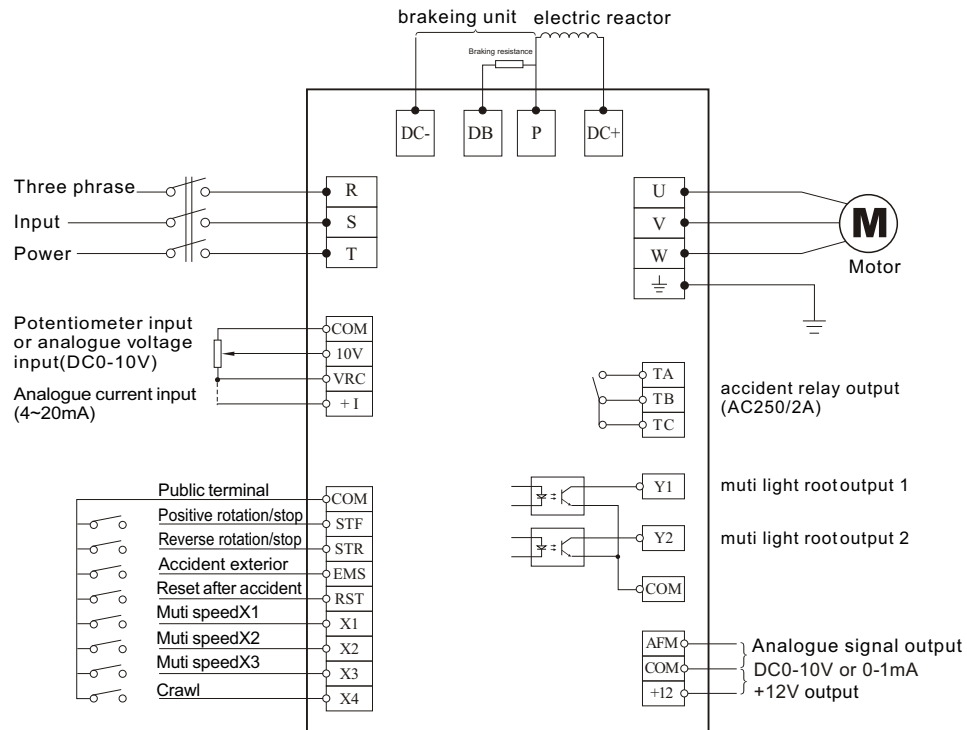 brakeing unit
electric reactor
Braking resistance
DC-
DB
P
DC+
Three phrase
Input
Power
R
S
T
U
V
W
M
Motor
Potentiometer input
or analogue voltage
input(DC0-10V)
Analogue current input
(4~20mA)
COM
10V
VRC
+ I
TA
TB
TC
accident relay output
(AC250/2A)
Public terminal
Positive rotation/stop
Reverse rotation/stop
Accident exterior
Reset after accident
Muti speedX1
Muti speedX2
Muti speedX3
Crawl
COM
STF
STR
EMS
RST
X1
X2
X3
X4
Y1
muti light root output 1
Y2
muti light root output 2
COM
AFM
COM
+12
Analogue signal output
DC0-10V or 0-1mA
+12V output